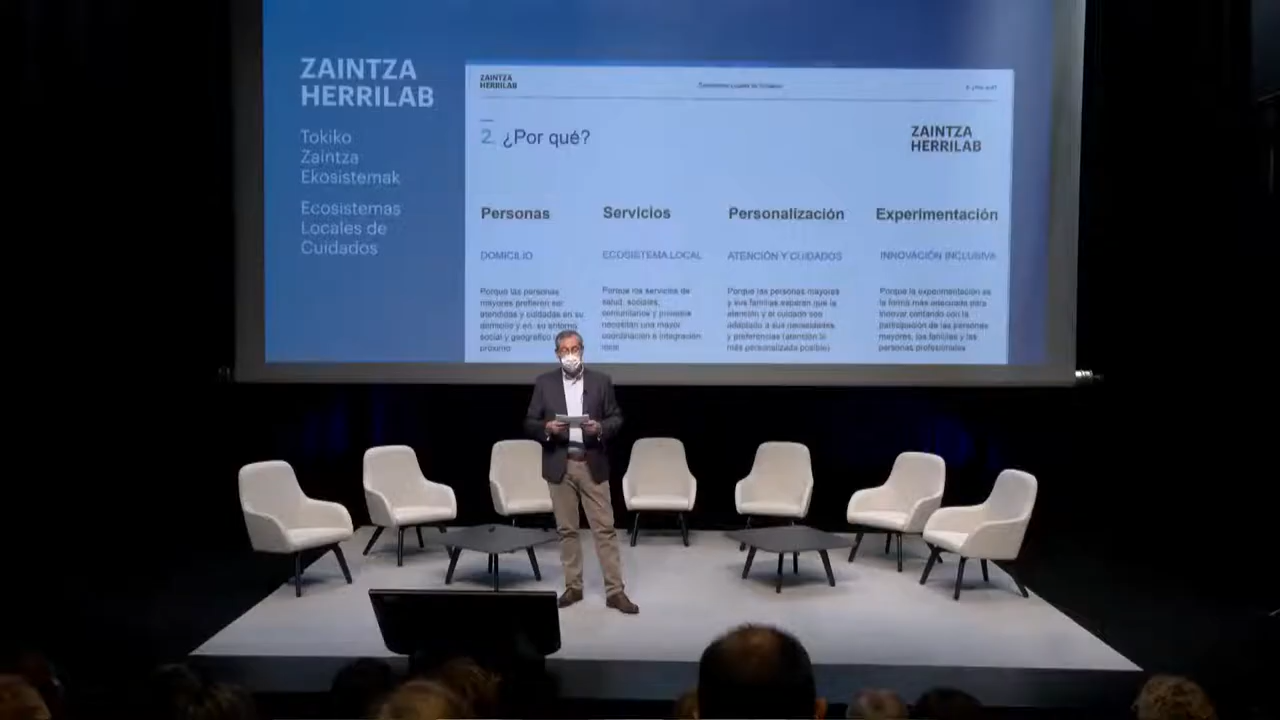 ZAINTZA
HERRILAB
Tokiko
Zaintza
Ekosistemak
Ecosistemas
Locales de
Cuidados
ZAINTZA
HERRILAB
2. ¿Por qué?
ZAINTZA
HERRILAB
Personas
DOMICILIO
Porque las personas
mayores prefieren ser
atendidas y cuidadas en su
domicilio y en su entorno
social y geográfico
próximo
Servicios
ECOSISTEMA LOCAL
Porque los servicios de
salud, sociales,
comunitarios y
necesitan una mayor
coordinación e integración
local
Personalización
ATENCIÓN Y CUIDADOS
Porque las personas mayores
y sus familias esperan que la
atención y el cuidado sea
adaptado a sus necesidades
y preferencias (atención lo
más personalizada posible)
Experimentación
INNOVACIÓN INCLUSIVA
Porque la experimentación es
la forma más adecuada para
innovar contando con la
participación de las personas
mayores, las familias y las
personas profesionales